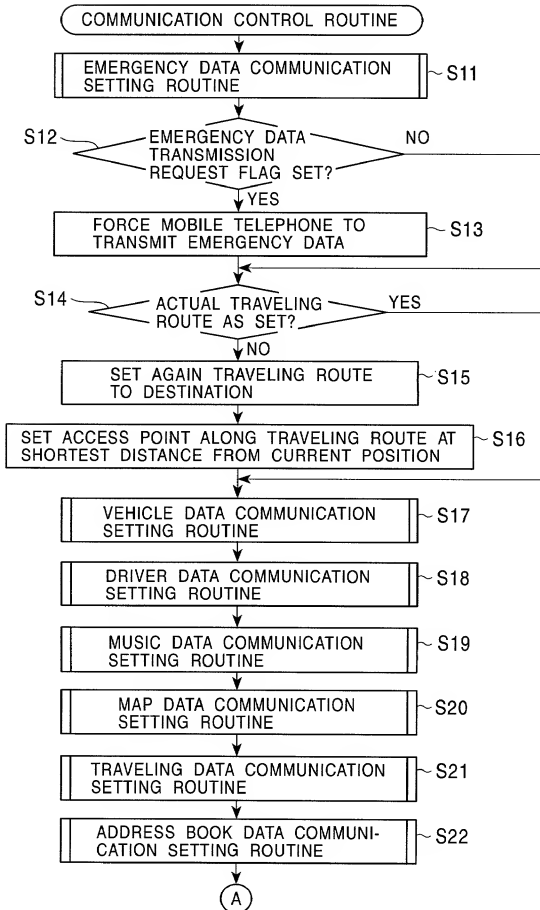 COMMUNICATION CONTROL ROUTINE
EMERGENCY DATA COMMUNICATION
SETTING ROUTINE
S11
S12
EMERGENCY DATA
TRANSMISSION
REQUEST FLAG SET?
NO
YES
FORCE MOBILE TELEPHONE TO
TRANSMIT EMERGENCY DATA
S13
S14
ACTUAL TRAVELING
ROUTE AS SET?
YES
NO
SET AGAIN TRAVELING ROUTE
TO DESTINATION
S15
SET ACCESS POINT ALONG TRAVELING ROUTE AT
SHORTEST DISTANCE FROM CURRENT POSITION
S16
VEHICLE DATA COMMUNICATION
SETTING ROUTINE
S17
DRIVER DATA COMMUNICATION
SETTING ROUTINE
S18
MUSIC DATA COMMUNICATION
SETTING ROUTINE
S19
MAP DATA COMMUNICATION
SETTING ROUTINE
S20
TRAVELING DATA COMMUNICATION
SETTING ROUTINE
S21
ADDRESS BOOK DATA COMMUNI-
CATION SETTING ROUTINE
S22
A